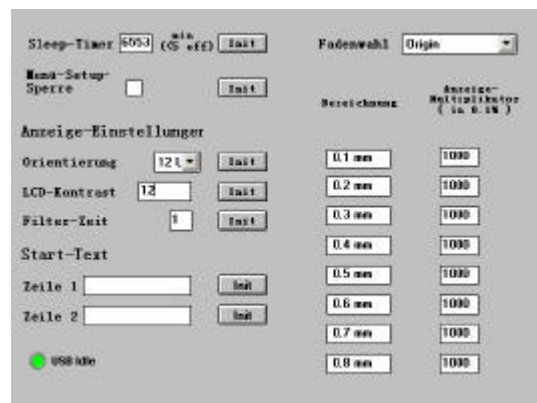 Sleep-Timer 6553 min (<5 off) Init
Menü-Setup-
Sperre Init
Anzeige-Einstellungen
Orientierung 12 Init
LCD-Kontrast 12 Init
Filter-Zeit 1 Init
Start-Text
Zeile 1 Init
Zeile 2 Init
USB Idle
Fadenwahl Origin
Bezeichnung
Anzeige-
Multiplikator
( in 0.1% )
0.1 mm 1000
0.2 mm 1000
0.3 mm 1000
0.4 mm 1000
0.5 mm 1000
0.6 mm 1000
0.7 mm 1000
0.8 mm 1000